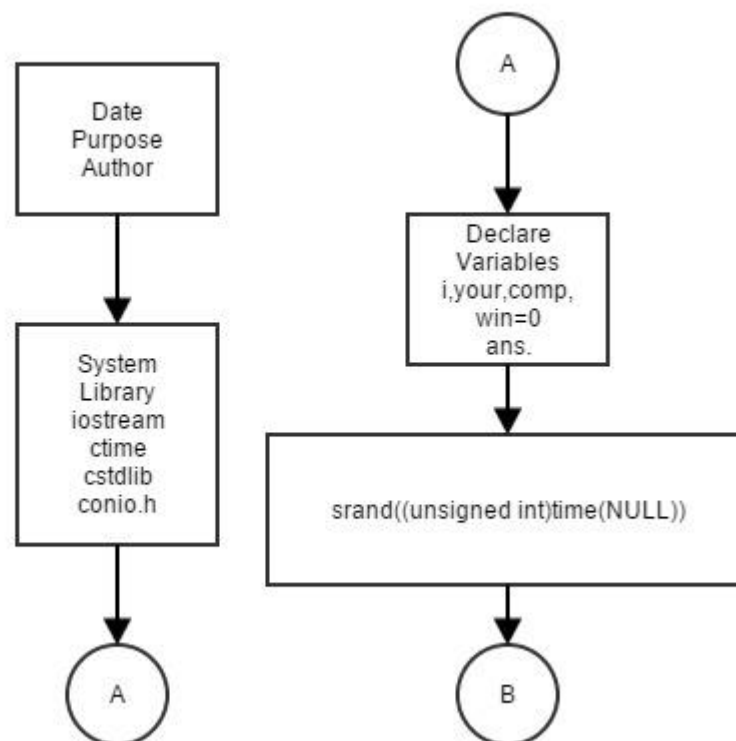 Date
Purpose
Author
System
Library
iostream
ctime
cstdlib
conio.h
A
A
Declare
Variables
i,your,comp,
win=0
ans.
srand((unsigned int)time(NULL))
B